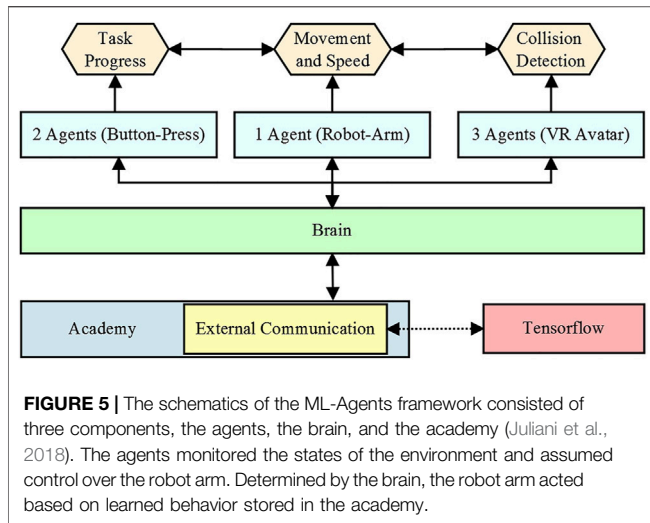 Task
Progress
Movement
and Speed
Collision
Detection
2 Agents (Button-Press)
1 Agent (Robot-Arm)
3 Agents (VR Avatar)
Brain
Academy
External Communication
Tensorflow
FIGURE 5 | The schematics of the ML-Agents framework consisted of
three components, the agents, the brain, and the academy (Juliani et al.,
2018). The agents monitored the states of the environment and assumed
control over the robot arm. Determined by the brain, the robot arm acted
based on learned behavior stored in the academy.